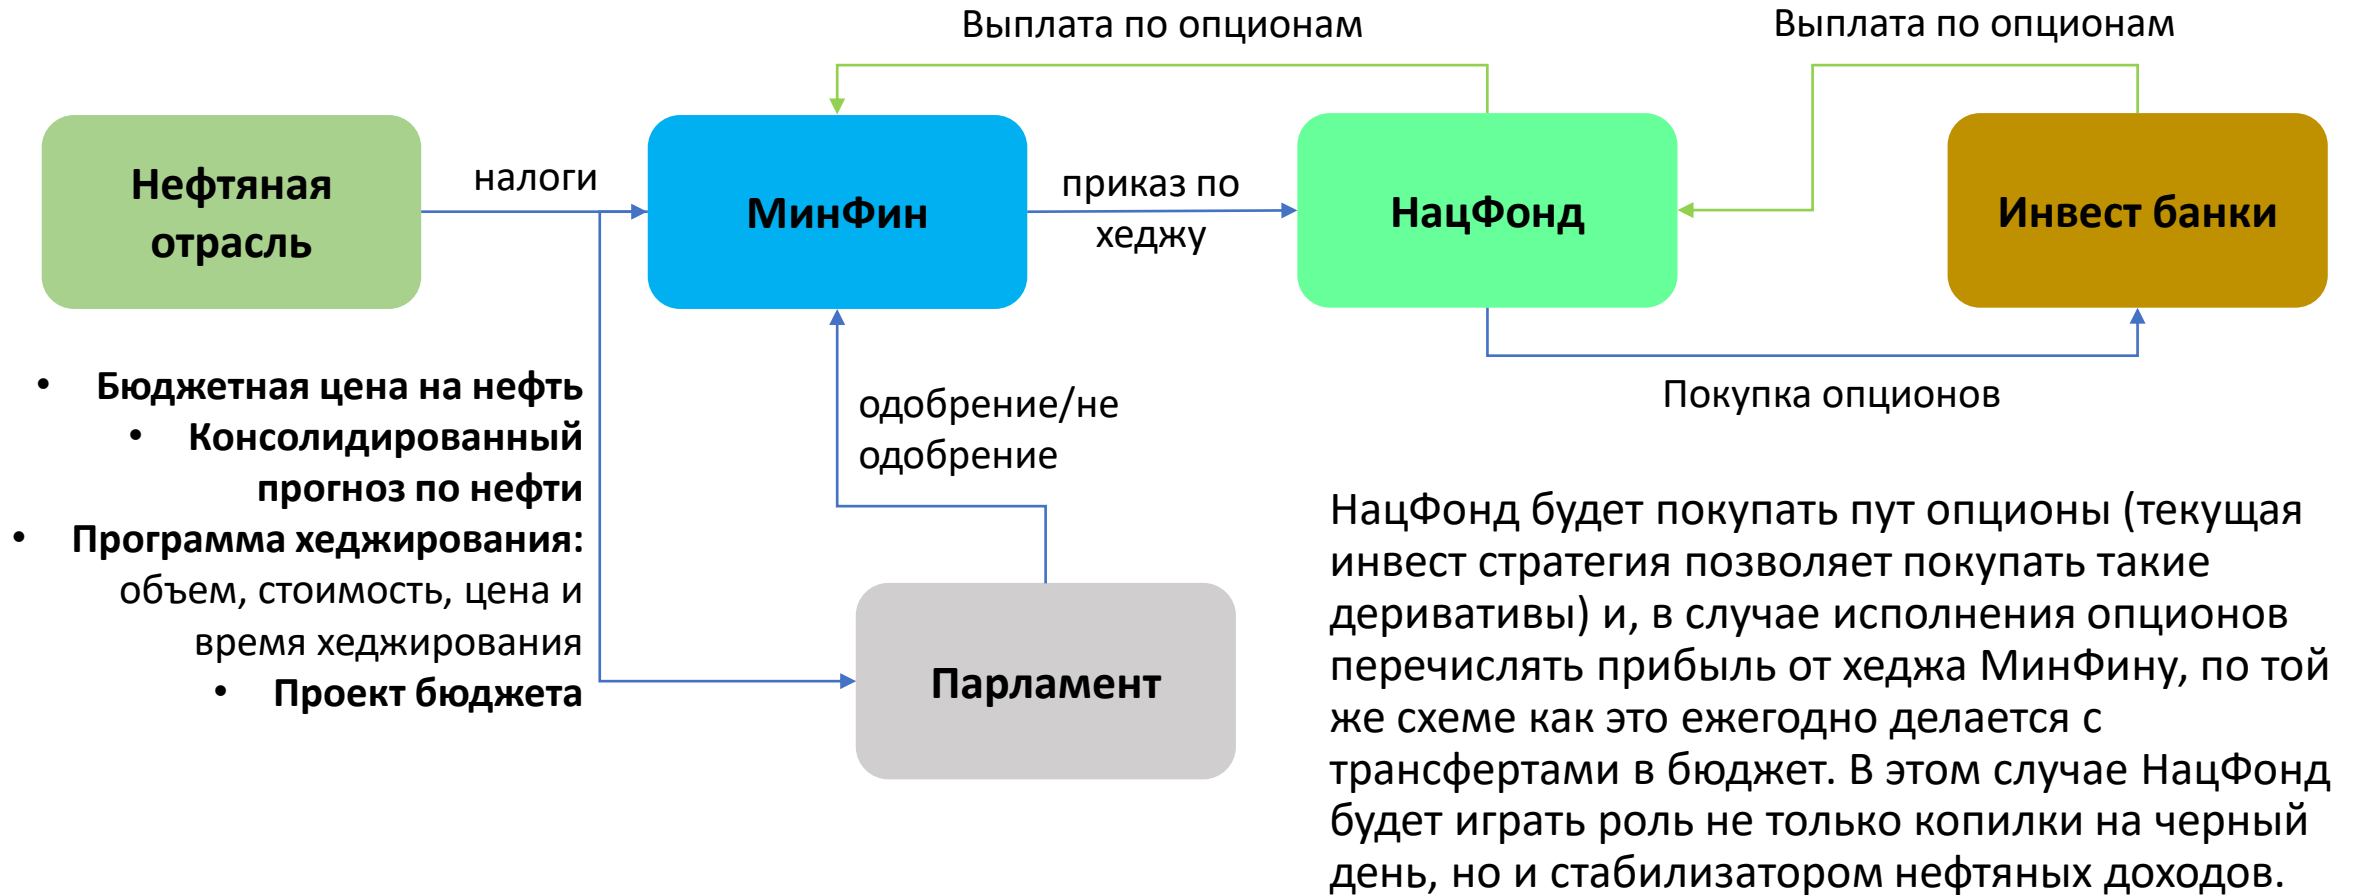 Выплата по опционам
Выплата по опционам
Нефтяная
отрасль
налоги
МинФин
приказ по
хеджу
НацФонд
Инвест банки
• Бюджетная цена на нефть
• Консолидированный
прогноз по нефти
• Программа хеджирования:
объем, стоимость, цена и
время хеджирования
• Проект бюджета
одобрение/не
одобрение
Покупка опционов
Парламент
НацФонд будет покупать пут опционы (текущая
инвест стратегия позволяет покупать такие
деривативы) и, в случае исполнения опционов
перечислять прибыль от хеджа МинФину, по той
же схеме как это ежегодно делается с
трансфертами в бюджет. В этом случае НацФонд
будет играть роль не только копилки на черный
день, но и стабилизатором нефтяных доходов.